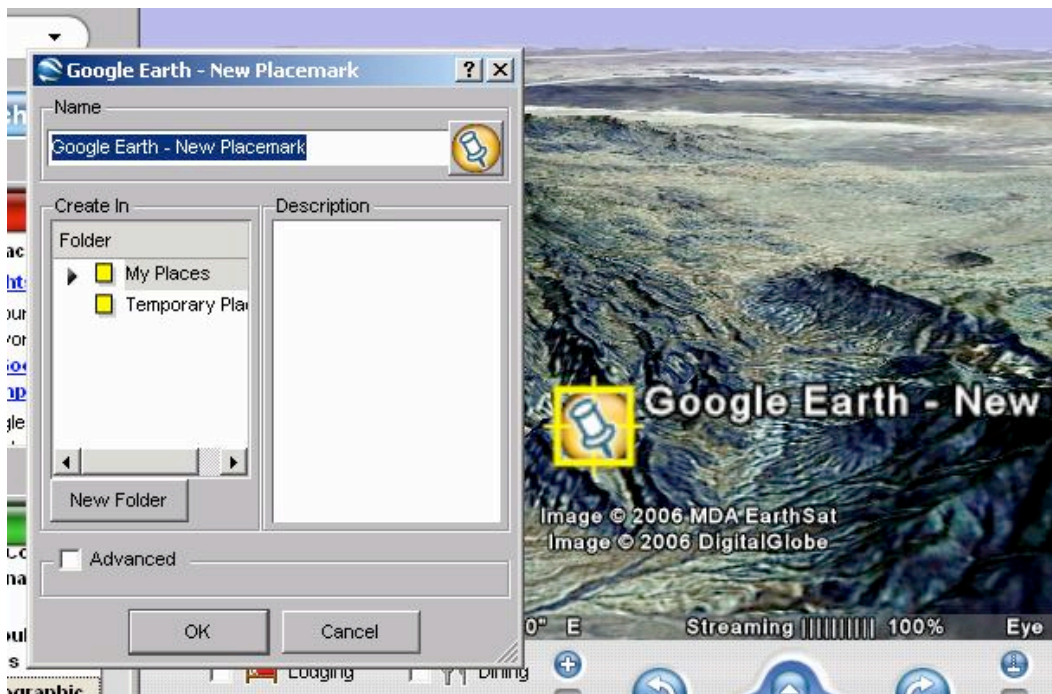 Google Earth - New Placemark
Name
Google Earth - New Placemark
Create In
Description
Folder
My Places
Temporary Pla
New Folder
Advanced
OK
Cancel
Google Earth - New
Image © 2006 MDA EarthSat
Image © 2006 DigitalGlobe
0" E
Streaming |||||||||| 100%
Eye
Lodging
Dining